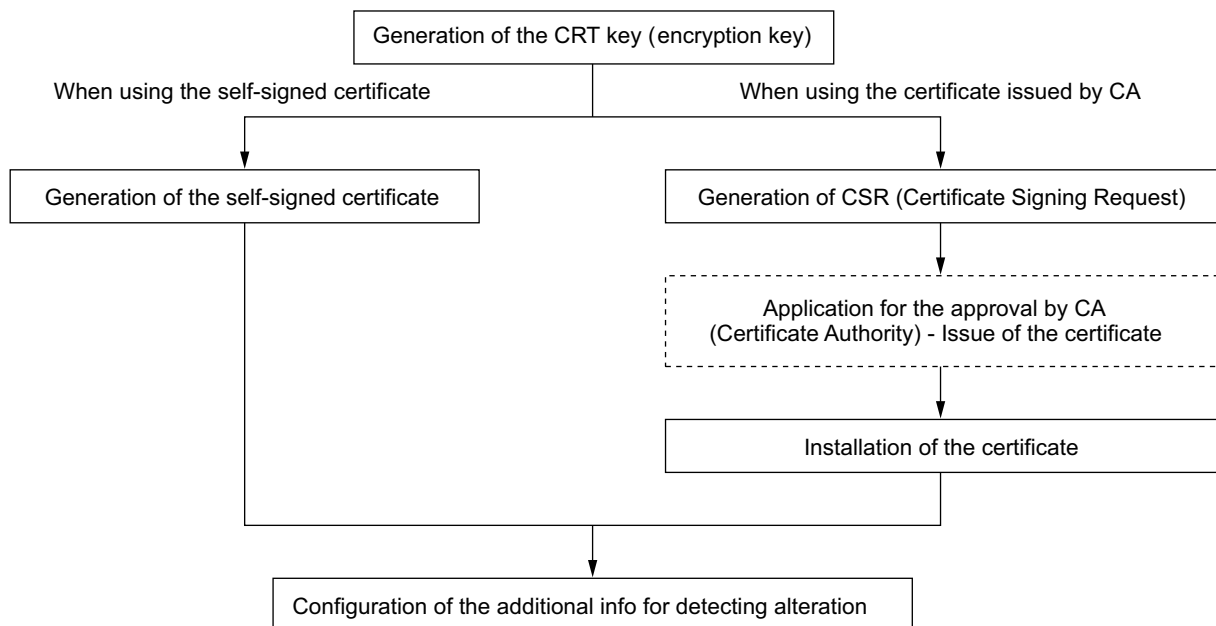 Generation of the CRT key (encryption key)
When using the self-signed certificate
When using the certificate issued by CA
Generation of the self-signed certificate
Generation of CSR (Certificate Signing Request)
Application for the approval by CA
(Certificate Authority) - Issue of the certificate
Installation of the certificate
Configuration of the additional info for detecting alteration